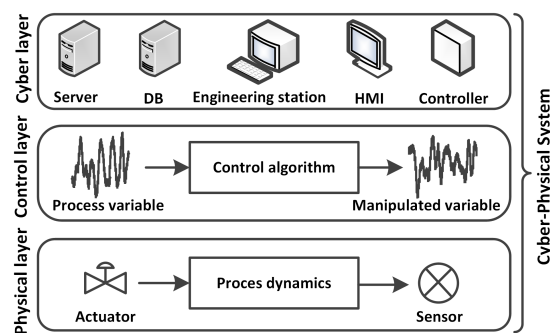 Cyber layer
Server
DB
Engineering station
HMI
Controller
Control layer
Control algorithm
Process variable
Manipulated variable
Physical layer
Proces dynamics
Actuator
Sensor
Cyber-Physical System